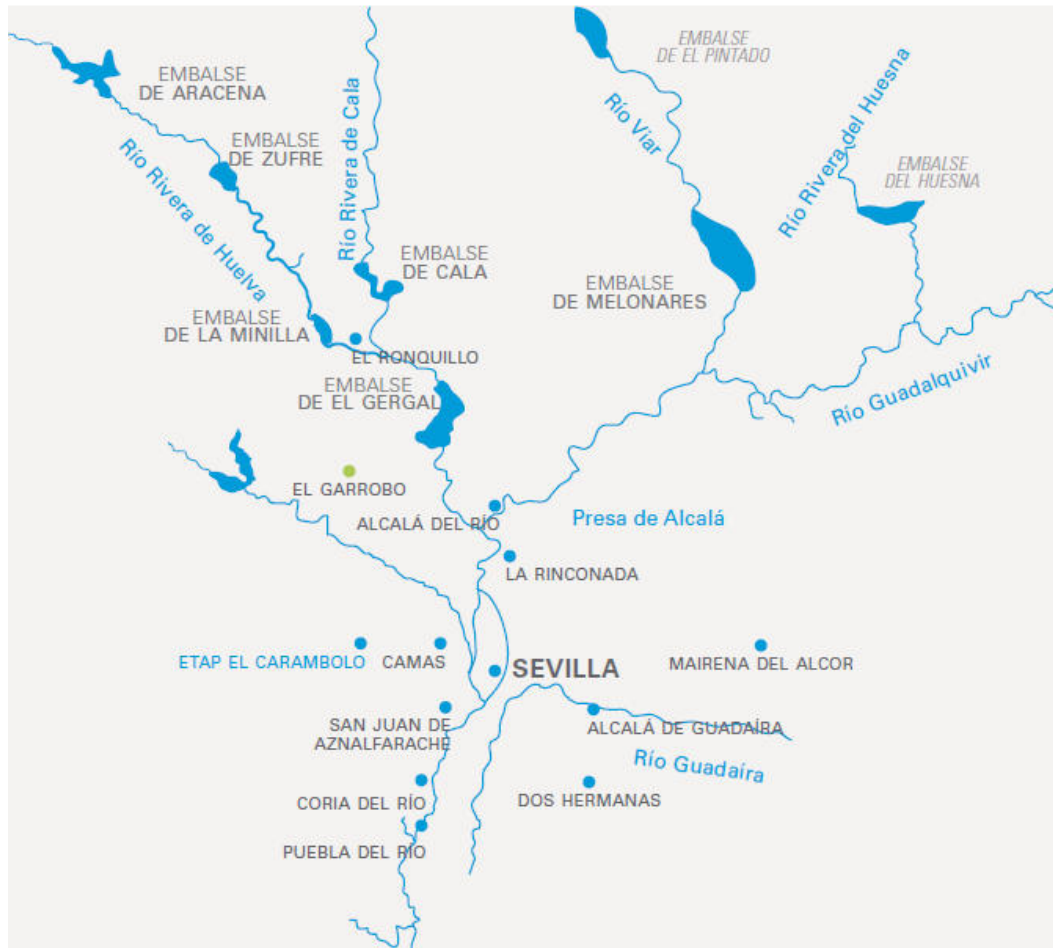 EMBALSE
DE EL PINTADO
EMBALSE
DE ARACENA
EMBALSE
DE ZUFRE
Río Rivera de Cala
Río Viar
Río Rivera del Huesna
EMBALSE
DEL HUESNA
Río Rivera de Huelva
EMBALSE
DE CALA
EMBALSE
DE MELONARES
EMBALSE
DE LA MINILLA
EL RONQUILLO
EMBALSE
DE EL GERGAL
Río Guadalquivir
EL GARROBO
ALCALÁ DEL RÍO
Presa de Alcalá
LA RINCONADA
ETAP EL CARAMBOLO
CAMAS
SEVILLA
MAIRENA DEL ALCOR
SAN JUAN DE
AZNALFARACHE
ALCALÁ DE GUADAÍRA
Río Guadaíra
CORIA DEL RÍO
DOS HERMANAS
PUEBLA DEL RÍO